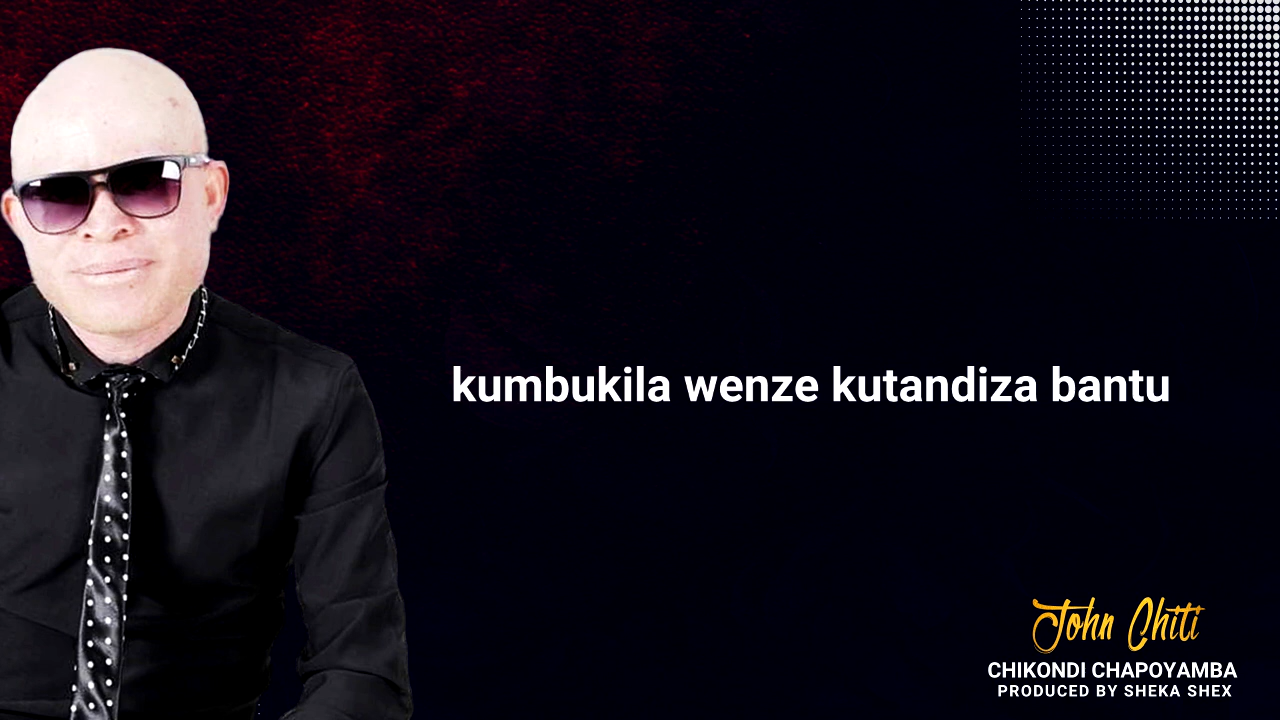 kumbukila wenze kutandiza bantu
John Chiti
CHIKONDI CHAPOYAMBA
PRODUCED BY SHEKA SHEX